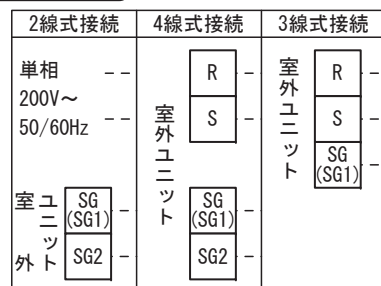 2線式接続
4線式接続
3線式接続
単相
200V～
50/60Hz
室外ユニット
SG
(SG1)
SG2
室外ユニット
R
S
SG
(SG1)
SG2
室外ユニット
R
S
SG
(SG1)